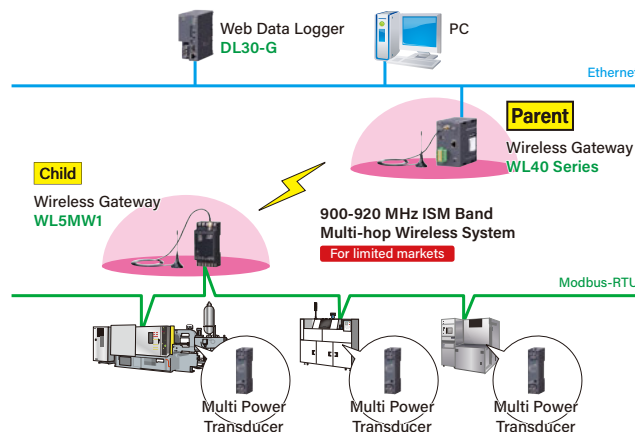 Web Data Logger
DL30-G
PC
Ethernet
Parent
Wireless Gateway
WL40 Series
Child
Wireless Gateway
WL5MW1
900-920 MHz ISM Band
Multi-hop Wireless System
For limited markets
Modbus-RTU
Multi Power
Transducer
Multi Power
Transducer
Multi Power
Transducer